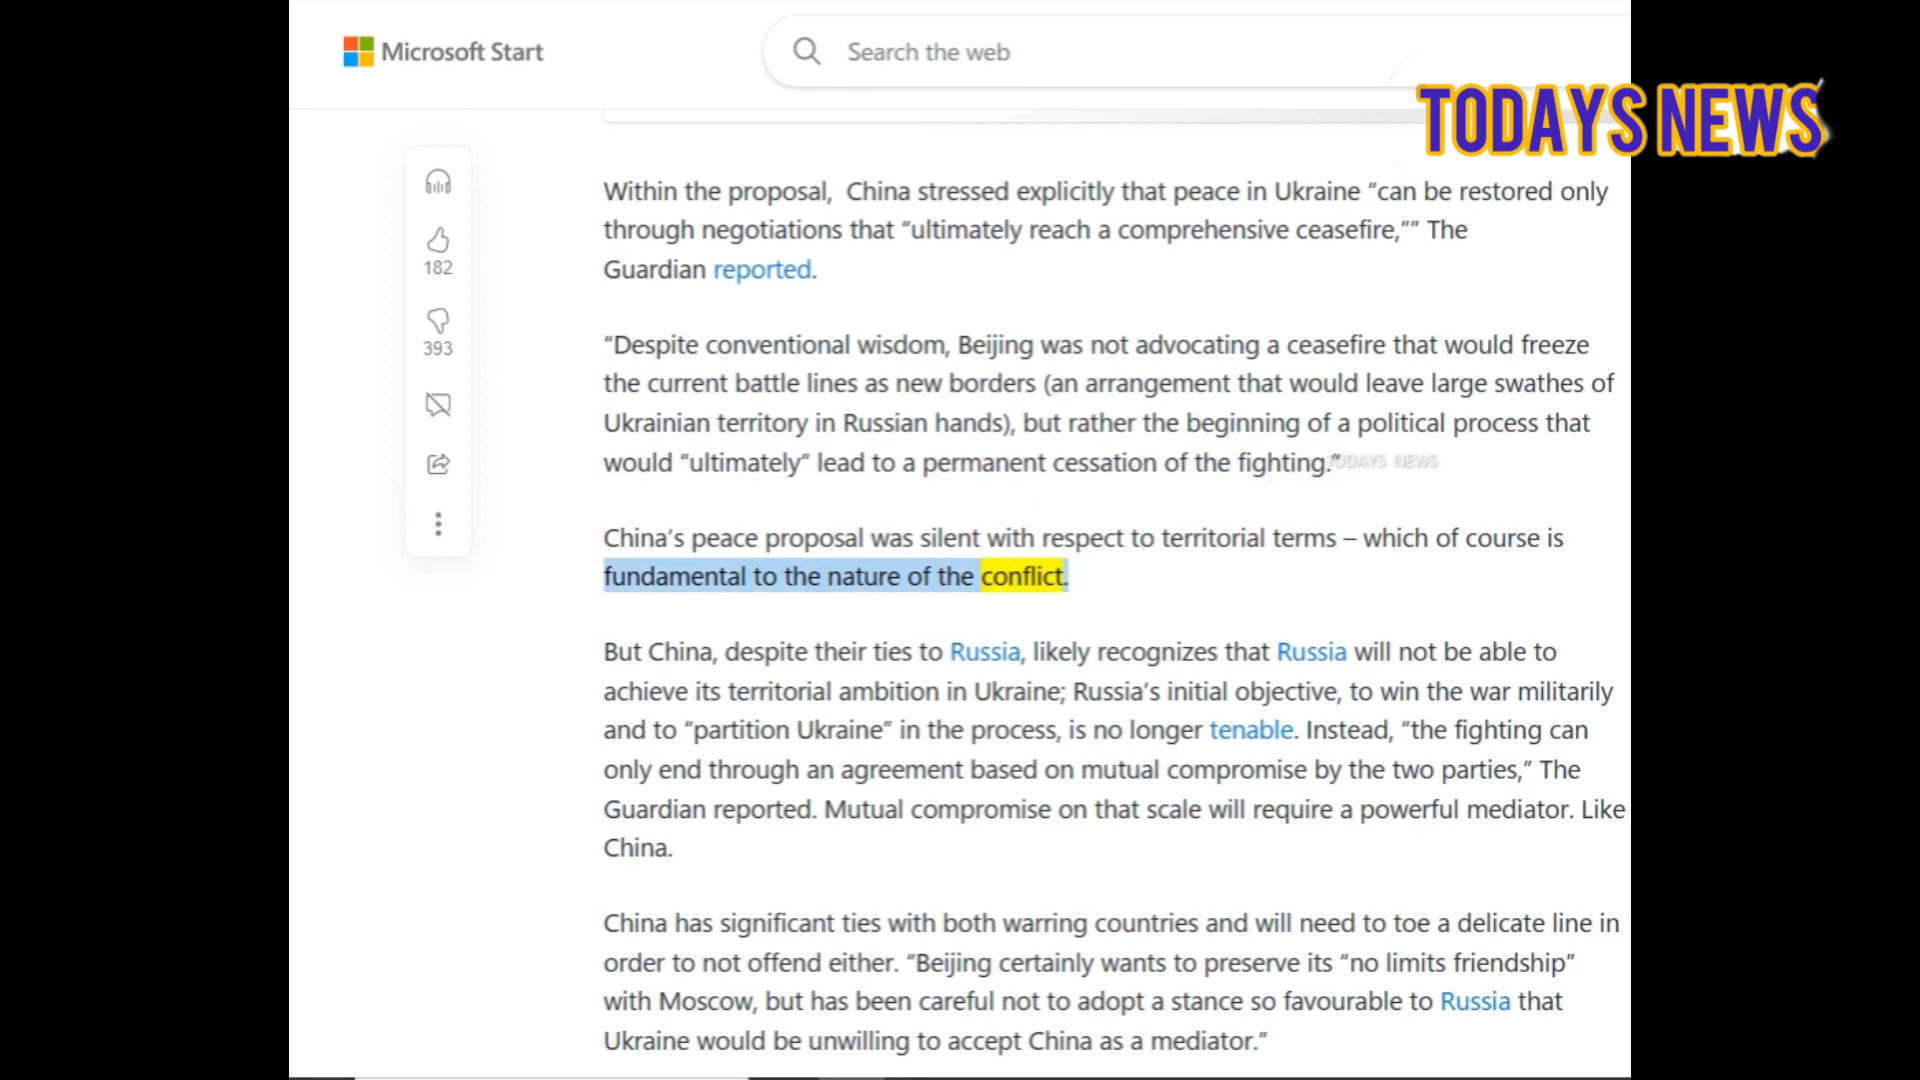 Microsoft Start
Search the web
TODAYS NEWS
182
393
Within the proposal,  China stressed explicitly that peace in Ukraine “can be restored only
through negotiations that “ultimately reach a comprehensive ceasefire,”” The
Guardian reported.
“Despite conventional wisdom, Beijing was not advocating a ceasefire that would freeze
the current battle lines as new borders (an arrangement that would leave large swathes of
Ukrainian territory in Russian hands), but rather the beginning of a political process that
would “ultimately” lead to a permanent cessation of the fighting.”
TODAYS NEWS
China’s peace proposal was silent with respect to territorial terms – which of course is
fundamental to the nature of the conflict.
But China, despite their ties to Russia, likely recognizes that Russia will not be able to
achieve its territorial ambition in Ukraine; Russia’s initial objective, to win the war militarily
and to “partition Ukraine” in the process, is no longer tenable. Instead, “the fighting can
only end through an agreement based on mutual compromise by the two parties,” The
Guardian reported. Mutual compromise on that scale will require a powerful mediator. Like
China.
China has significant ties with both warring countries and will need to toe a delicate line in
order to not offend either. “Beijing certainly wants to preserve its “no limits friendship”
with Moscow, but has been careful not to adopt a stance so favourable to Russia that
Ukraine would be unwilling to accept China as a mediator.”